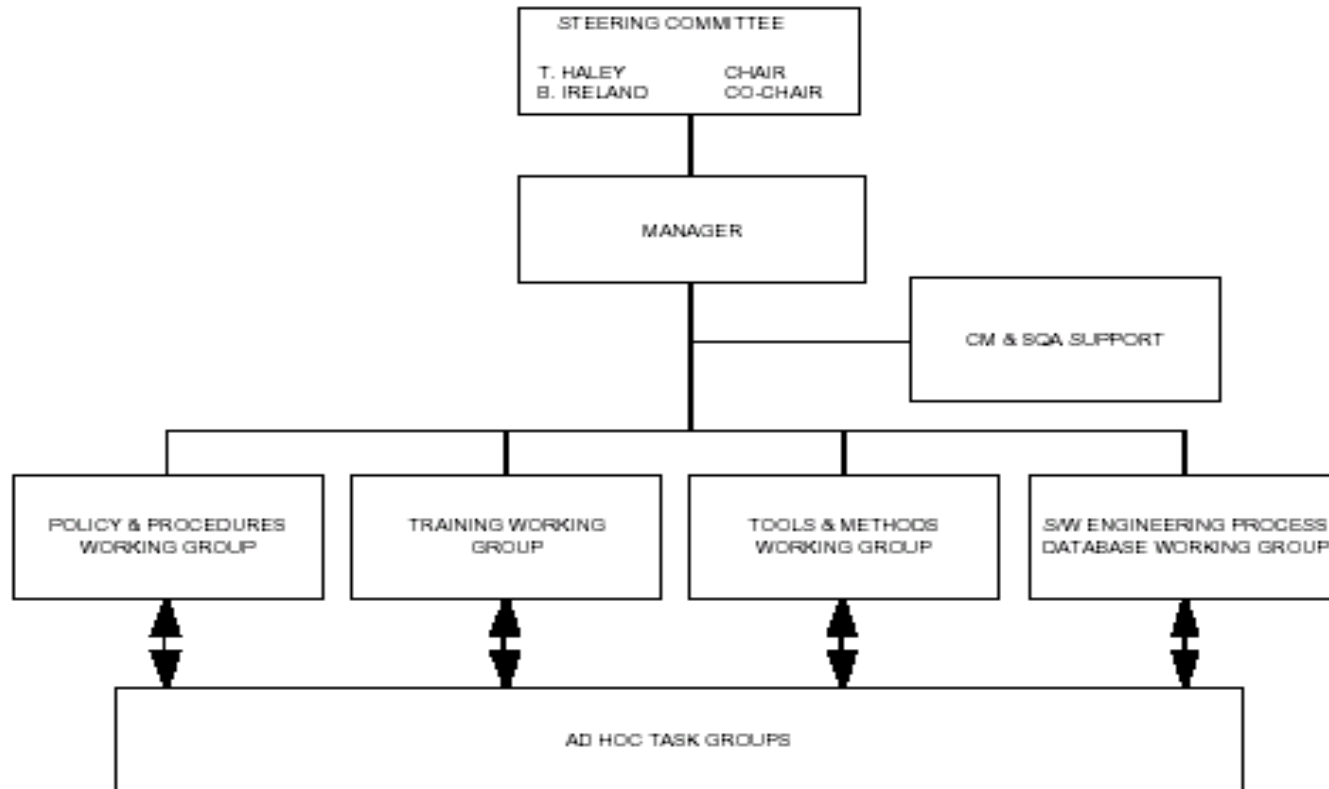 STEERING COMMITTEE
T. HALEY CHAIR
B. IRELAND CO-CHAIR
MANAGER
CM & SQA SUPPORT
POLICY & PROCEDURES
WORKING GROUP
TRAINING WORKING
GROUP
TOOLS & METHODS
WORKING GROUP
S/W ENGINEERING PROCESS
DATABASE WORKING GROUP
AD HOC TASK GROUPS